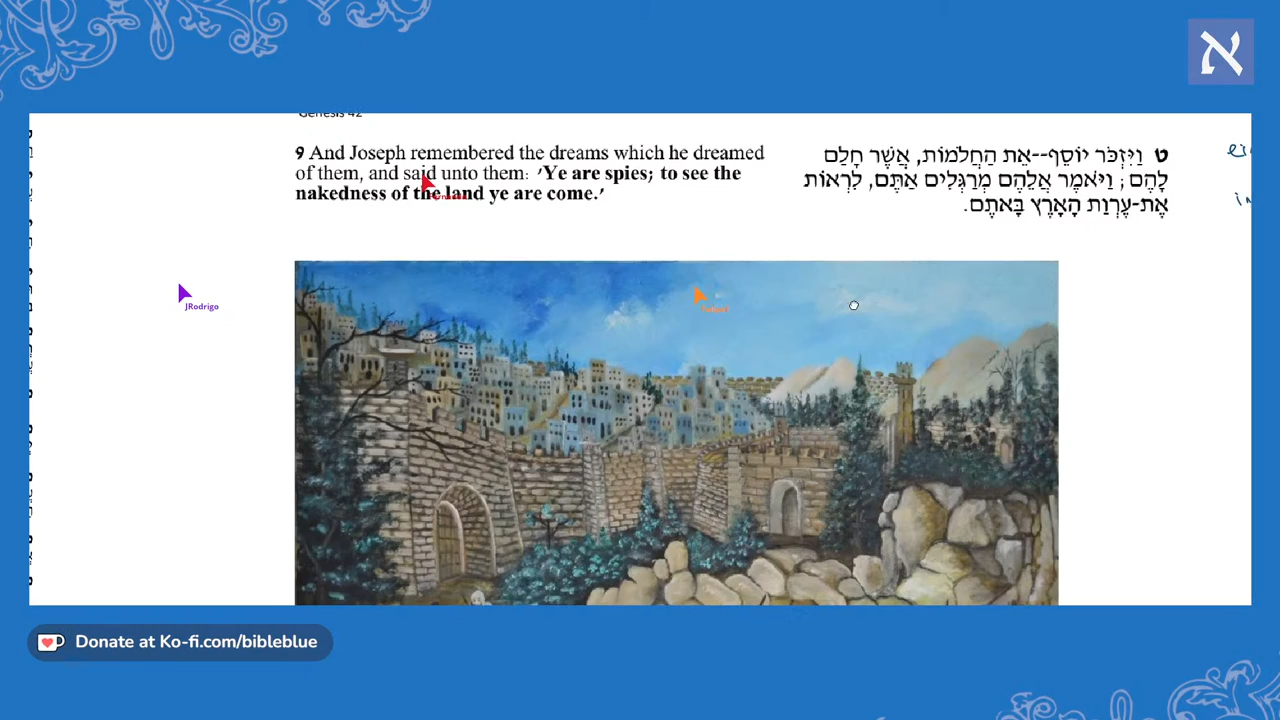 א
Genesis 42
9 And Joseph remembered the dreams which he dreamed
of them, and said unto them: 'Ye are spies; to see the
nakedness of the land ye are come.'
ט וַיִּזְכֹּר יוֹסֵף--אֵת הַחֲלֹמוֹת, אֲשֶׁר חָלַם
לָהֶם; וַיֹּאמֶר אֲלֵהֶם מְרַגְּלִים אַתֶּם, לִרְאוֹת
אֶת-עֶרְוַת הָאָרֶץ בָּאתֶם.
JRodrigo
Donate at Ko-fi.com/bibleblue